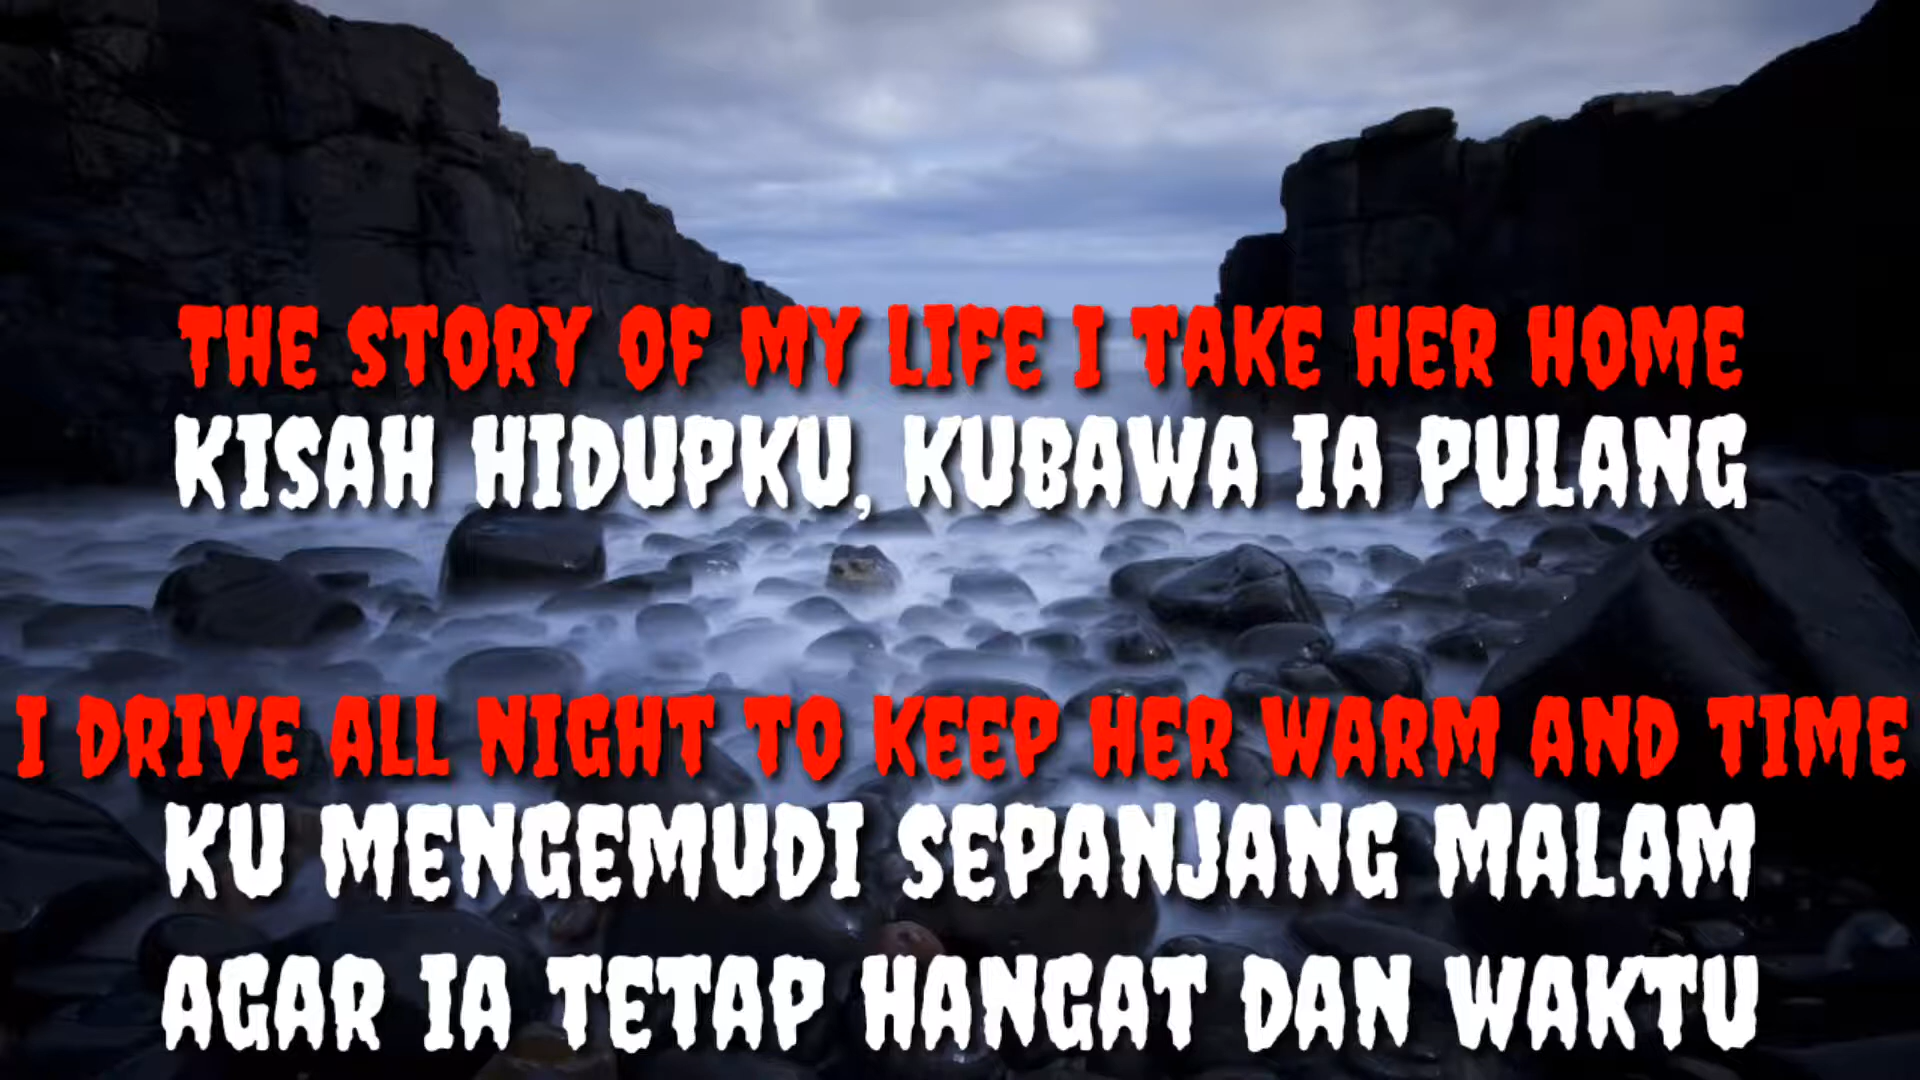 THE STORY OF MY LIFE I TAKE HER HOME
KISAH HIDUPKU, KUBAWA IA PULANG
I DRIVE ALL NIGHT TO KEEP HER WARM AND TIME
KU MENGEMUDI SEPANJANG MALAM
AGAR IA TETAP HANGAT DAN WAKTU